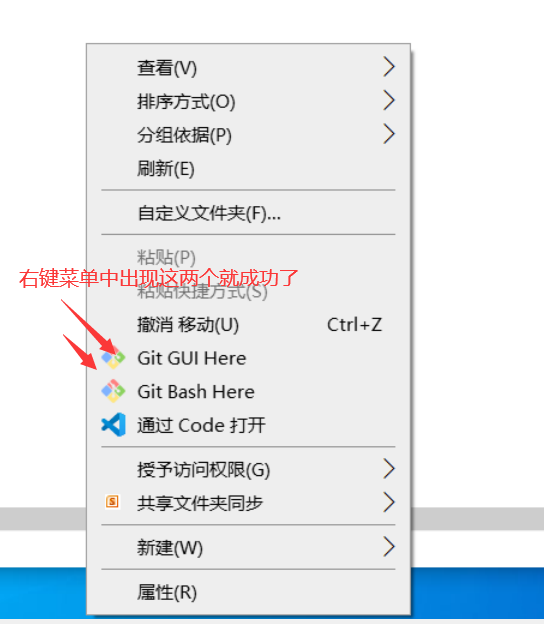 查看(V)
排序方式(O)
分组依据(P)
刷新(E)
自定义文件夹(F)...
粘贴(P)
右键菜单中出现这两个就成功了
粘贴快捷方式(S)
撤消 移动(U) Ctrl+Z
Git GUI Here
Git Bash Here
通过 Code 打开
授予访问权限(G)
S
共享文件夹同步
新建(W)
属性(R)